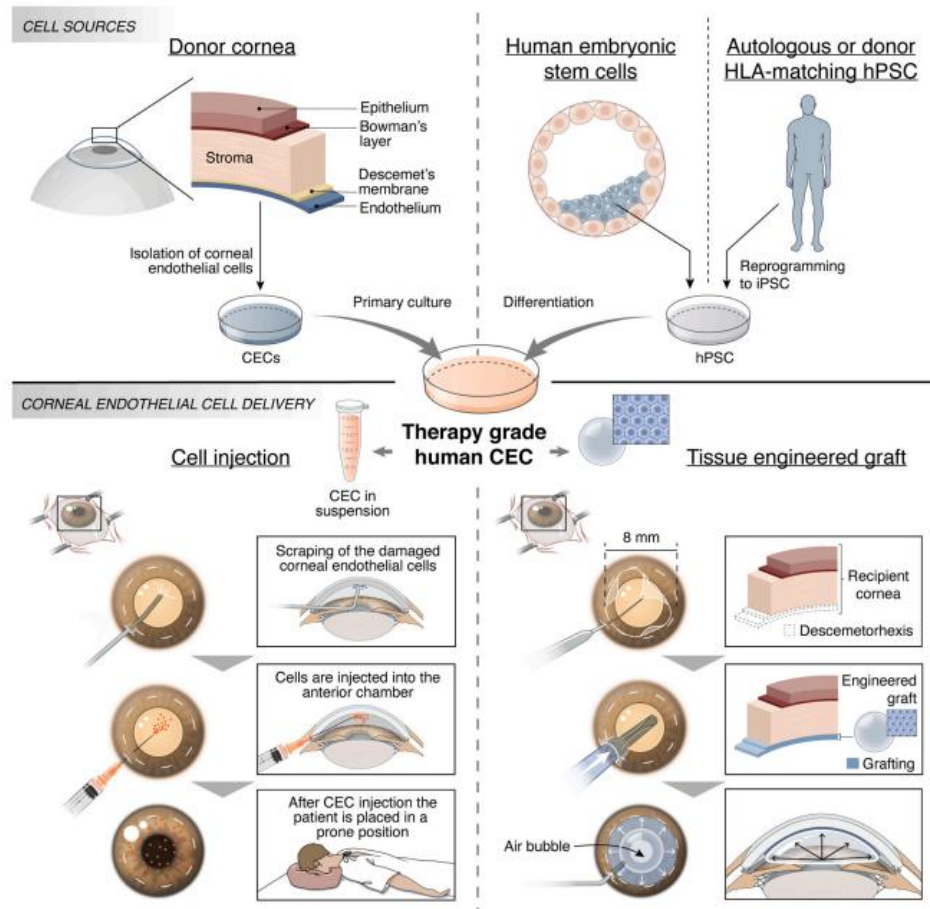 CELL SOURCES
Donor cornea
Epithelium
Bowman's
layer
Stroma
Descemet's
membrane
Endothelium
Isolation of corneal
endothelial cells
CECs
Primary culture
Human embryonic
stem cells
Autologous or donor
HLA-matching hPSC
Reprogramming
to iPSC
Differentiation
hPSC
CORNEAL ENDOTHELIAL CELL DELIVERY
Therapy grade
human CEC
Cell injection
CEC in
suspension
Scraping of the damaged
corneal endothelial cells
Cells are injected into the
anterior chamber
After CEC injection the
patient is placed in a
prone position
Tissue engineered graft
8 mm
Recipient
cornea
Descemetorhexis
Engineered
graft
Grafting
Air bubble